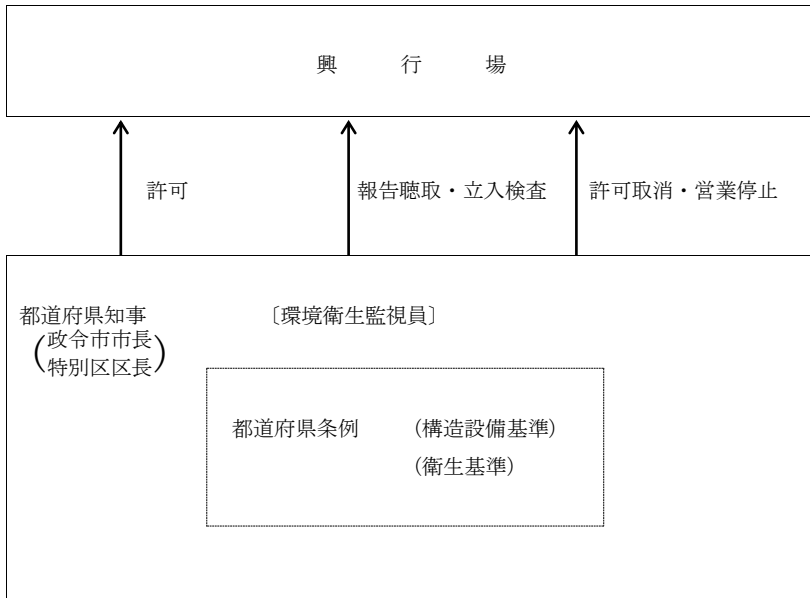 興　行　場
許可　報告聴取・立入検査　許可取消・営業停止
都道府県知事　〔環境衛生監視員〕
(政令市市長
特別区区長)
都道府県条例　(構造設備基準)
(衛生基準)